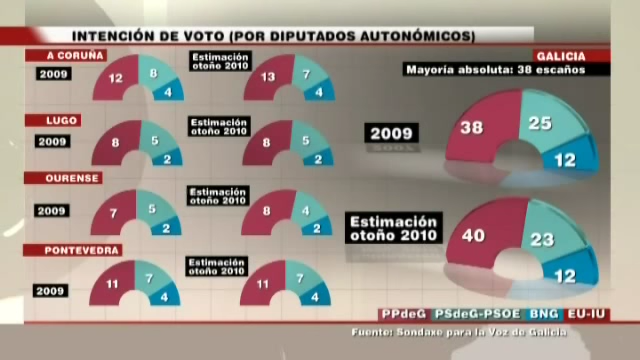 INTENCIÓN DE VOTO (POR DIPUTADOS AUTONÓMICOS)
A CORUÑA
2009
12 8 4
Estimación
otoño 2010
13 7 4
LUGO
2009
8 5 2
Estimación
otoño 2010
8 5 2
OURENSE
2009
7 5 2
Estimación
otoño 2010
8 4 2
PONTEVEDRA
2009
11 7 4
Estimación
otoño 2010
11 7 4
GALICIA
Mayoría absoluta: 38 escaños
2009
38 25 12
Estimación
otoño 2010
40 23 12
PPdeG PSdeG-PSOE BNG EU-IU
Fuente: Sondaxe para la Voz de Galicia